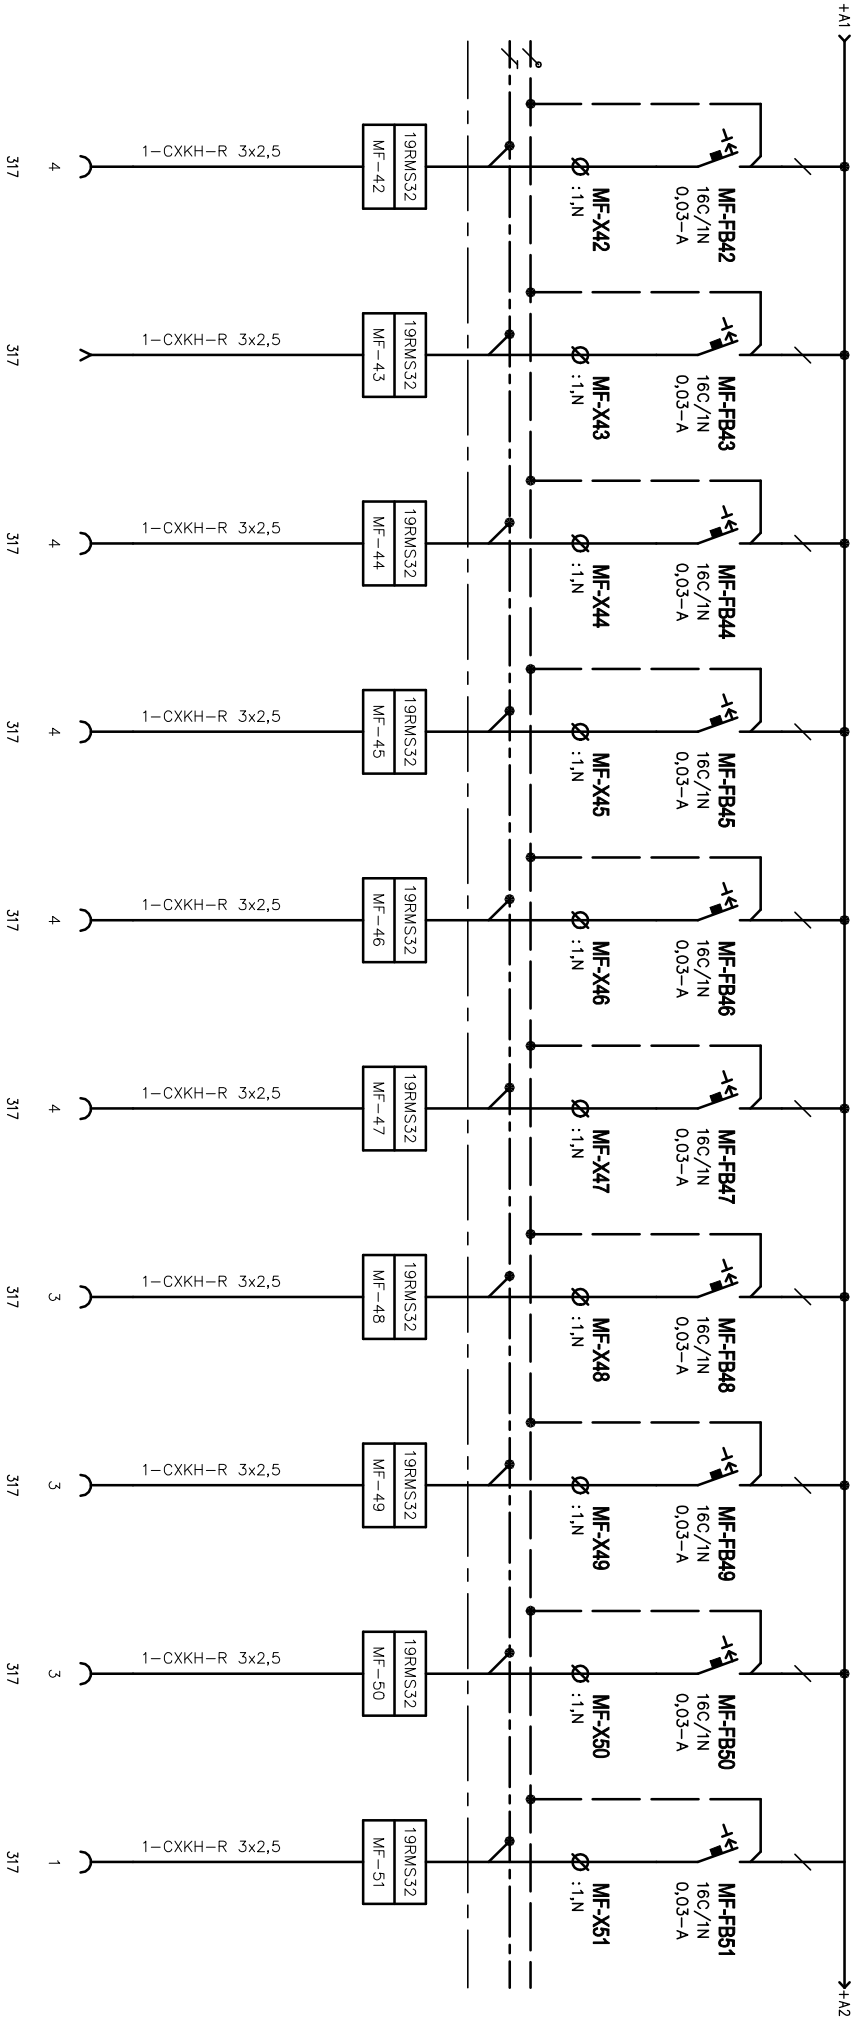 +A1
MF-FB42
16C/1N
0,03-A
MF-X42
:1,N
19RMS32
MF-42
1-CXKH-R 3x2,5
4
317
MF-FB43
16C/1N
0,03-A
MF-X43
:1,N
19RMS32
MF-43
1-CXKH-R 3x2,5
317
MF-FB44
16C/1N
0,03-A
MF-X44
:1,N
19RMS32
MF-44
1-CXKH-R 3x2,5
4
317
MF-FB45
16C/1N
0,03-A
MF-X45
:1,N
19RMS32
MF-45
1-CXKH-R 3x2,5
4
317
MF-FB46
16C/1N
0,03-A
MF-X46
:1,N
19RMS32
MF-46
1-CXKH-R 3x2,5
4
317
MF-FB47
16C/1N
0,03-A
MF-X47
:1,N
19RMS32
MF-47
1-CXKH-R 3x2,5
4
317
MF-FB48
16C/1N
0,03-A
MF-X48
:1,N
19RMS32
MF-48
1-CXKH-R 3x2,5
3
317
MF-FB49
16C/1N
0,03-A
MF-X49
:1,N
19RMS32
MF-49
1-CXKH-R 3x2,5
3
317
MF-FB50
16C/1N
0,03-A
MF-X50
:1,N
19RMS32
MF-50
1-CXKH-R 3x2,5
3
317
MF-FB51
16C/1N
0,03-A
MF-X51
:1,N
19RMS32
MF-51
1-CXKH-R 3x2,5
1
317
+A2